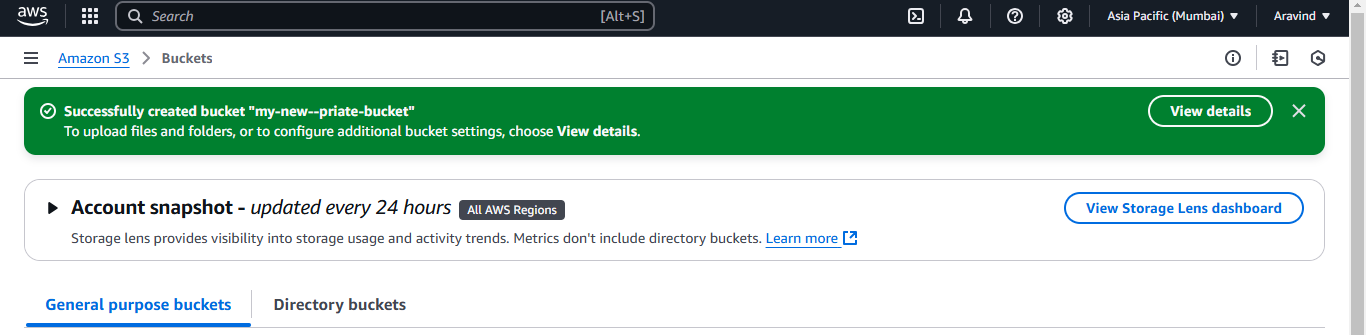 aws
Search [Alt+S] Asia Pacific (Mumbai) Aravind
Amazon S3 Buckets
Successfully created bucket "my-new--priate-bucket"
View details
To upload files and folders, or to configure additional bucket settings, choose View details.
Account snapshot - updated every 24 hours All AWS Regions
View Storage Lens dashboard
Storage lens provides visibility into storage usage and activity trends. Metrics don't include directory buckets. Learn more
General purpose buckets Directory buckets